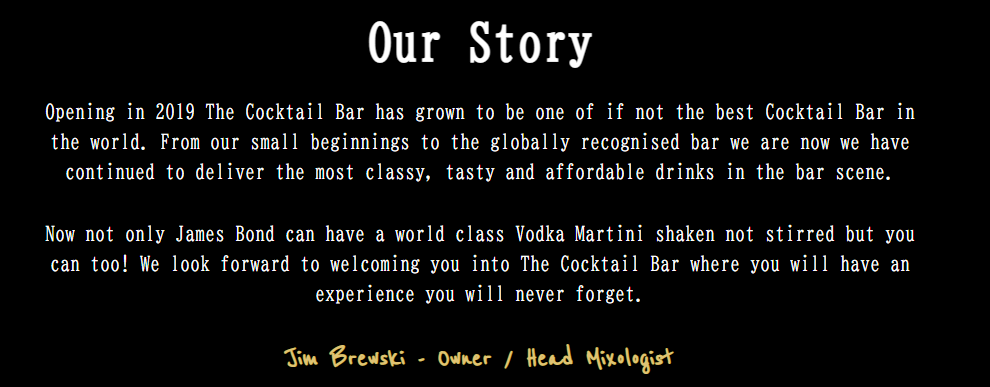 Our Story
Opening in 2019 The Cocktail Bar has grown to be one of if not the best Cocktail Bar in
the world. From our small beginnings to the globally recognised bar we are now we have
continued to deliver the most classy, tasty and affordable drinks in the bar scene.
Now not only James Bond can have a world class Vodka Martini shaken not stirred but you
can too! We look forward to welcoming you into The Cocktail Bar where you will have an
experience you will never forget.
Jim Brewski - Owner / Head Mixologist